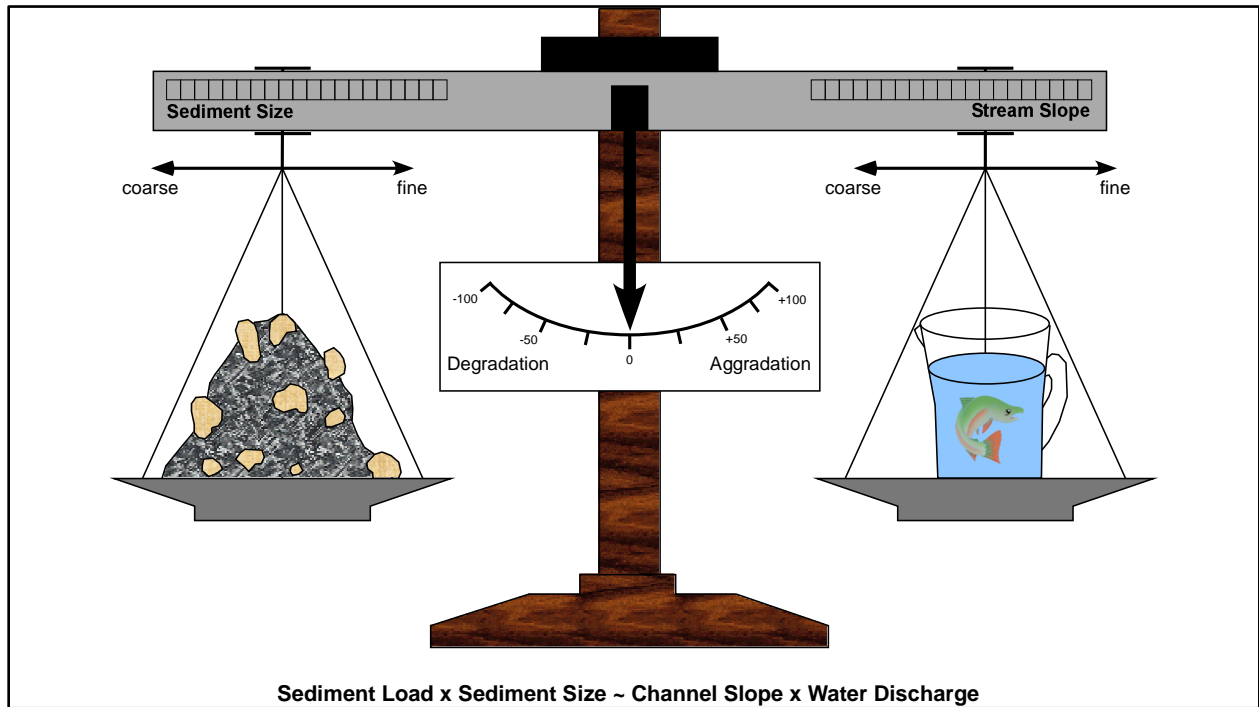 Sediment Size
Stream Slope
coarse
fine
coarse
fine
-100
+100
-50
+50
0
Degradation
Aggradation
Sediment Load x Sediment Size ~ Channel Slope x Water Discharge